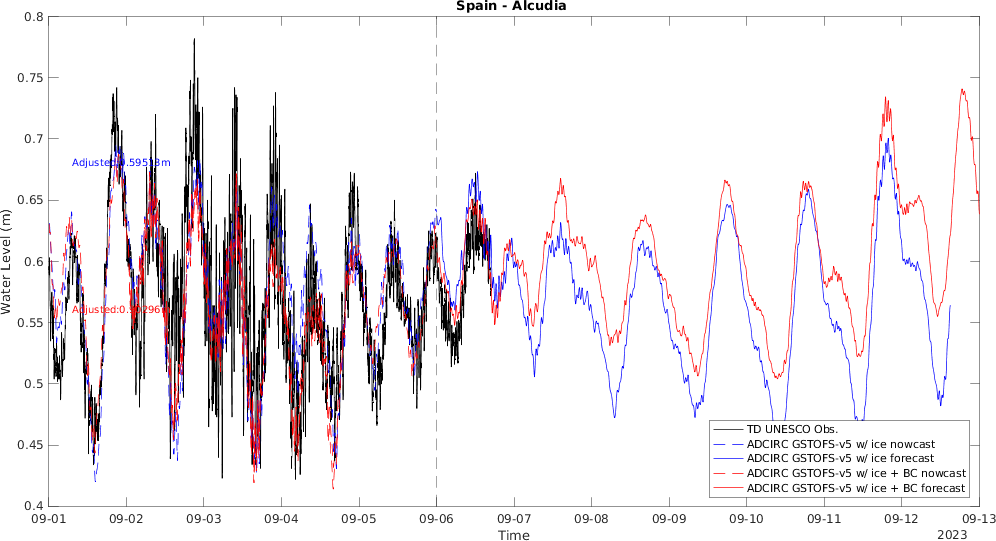 Spain - Alcudia
Water Level (m)
0.8
0.75
0.7
0.65
0.6
0.55
0.5
0.45
0.4
09-01
09-02
09-03
09-04
09-05
09-06
09-07
09-08
09-09
09-10
09-11
09-12
09-13
Time
2023
TD UNESCO Obs.
ADCIRC GSTOFS-v5 w/ ice nowcast
ADCIRC GSTOFS-v5 w/ ice forecast
ADCIRC GSTOFS-v5 w/ ice + BC nowcast
ADCIRC GSTOFS-v5 w/ ice + BC forecast